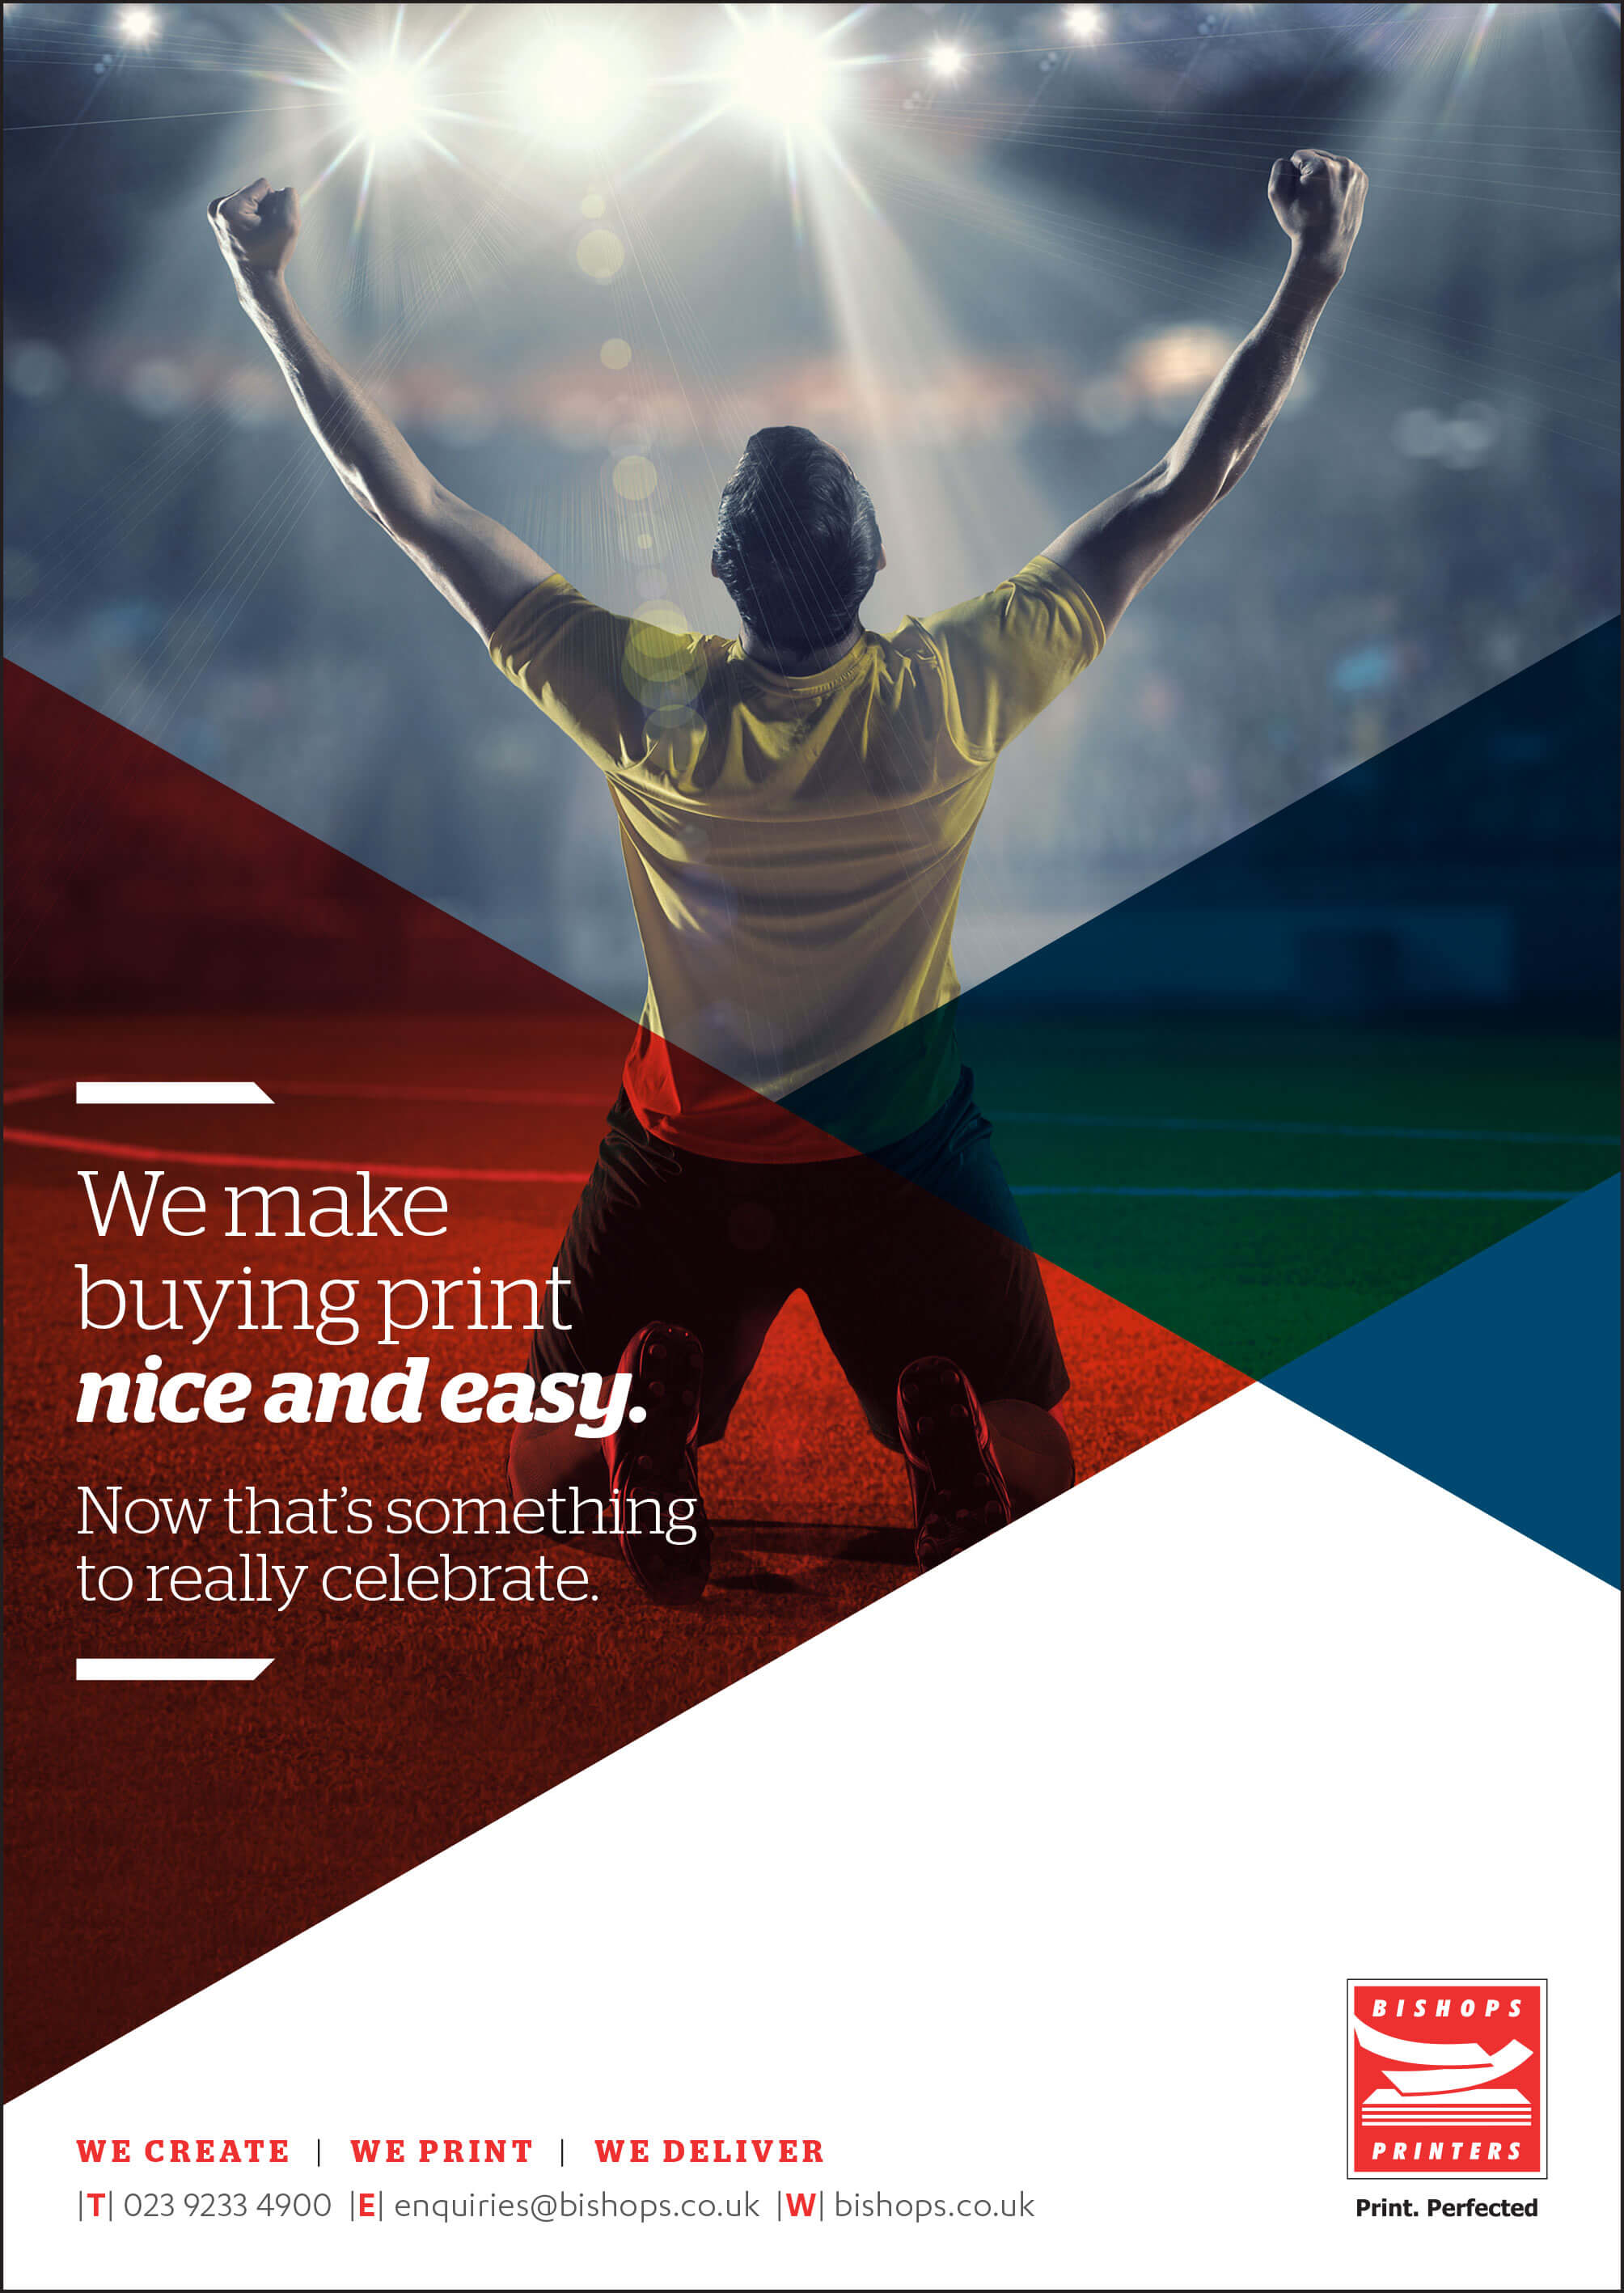 We make
buying print
nice and easy.
Now that’s something
to really celebrate.
BISHOPS
PRINTERS
WE CREATE | WE PRINT | WE DELIVER
|T| 023 9233 4900 |E| enquiries@bishops.co.uk |W| bishops.co.uk
Print. Perfected